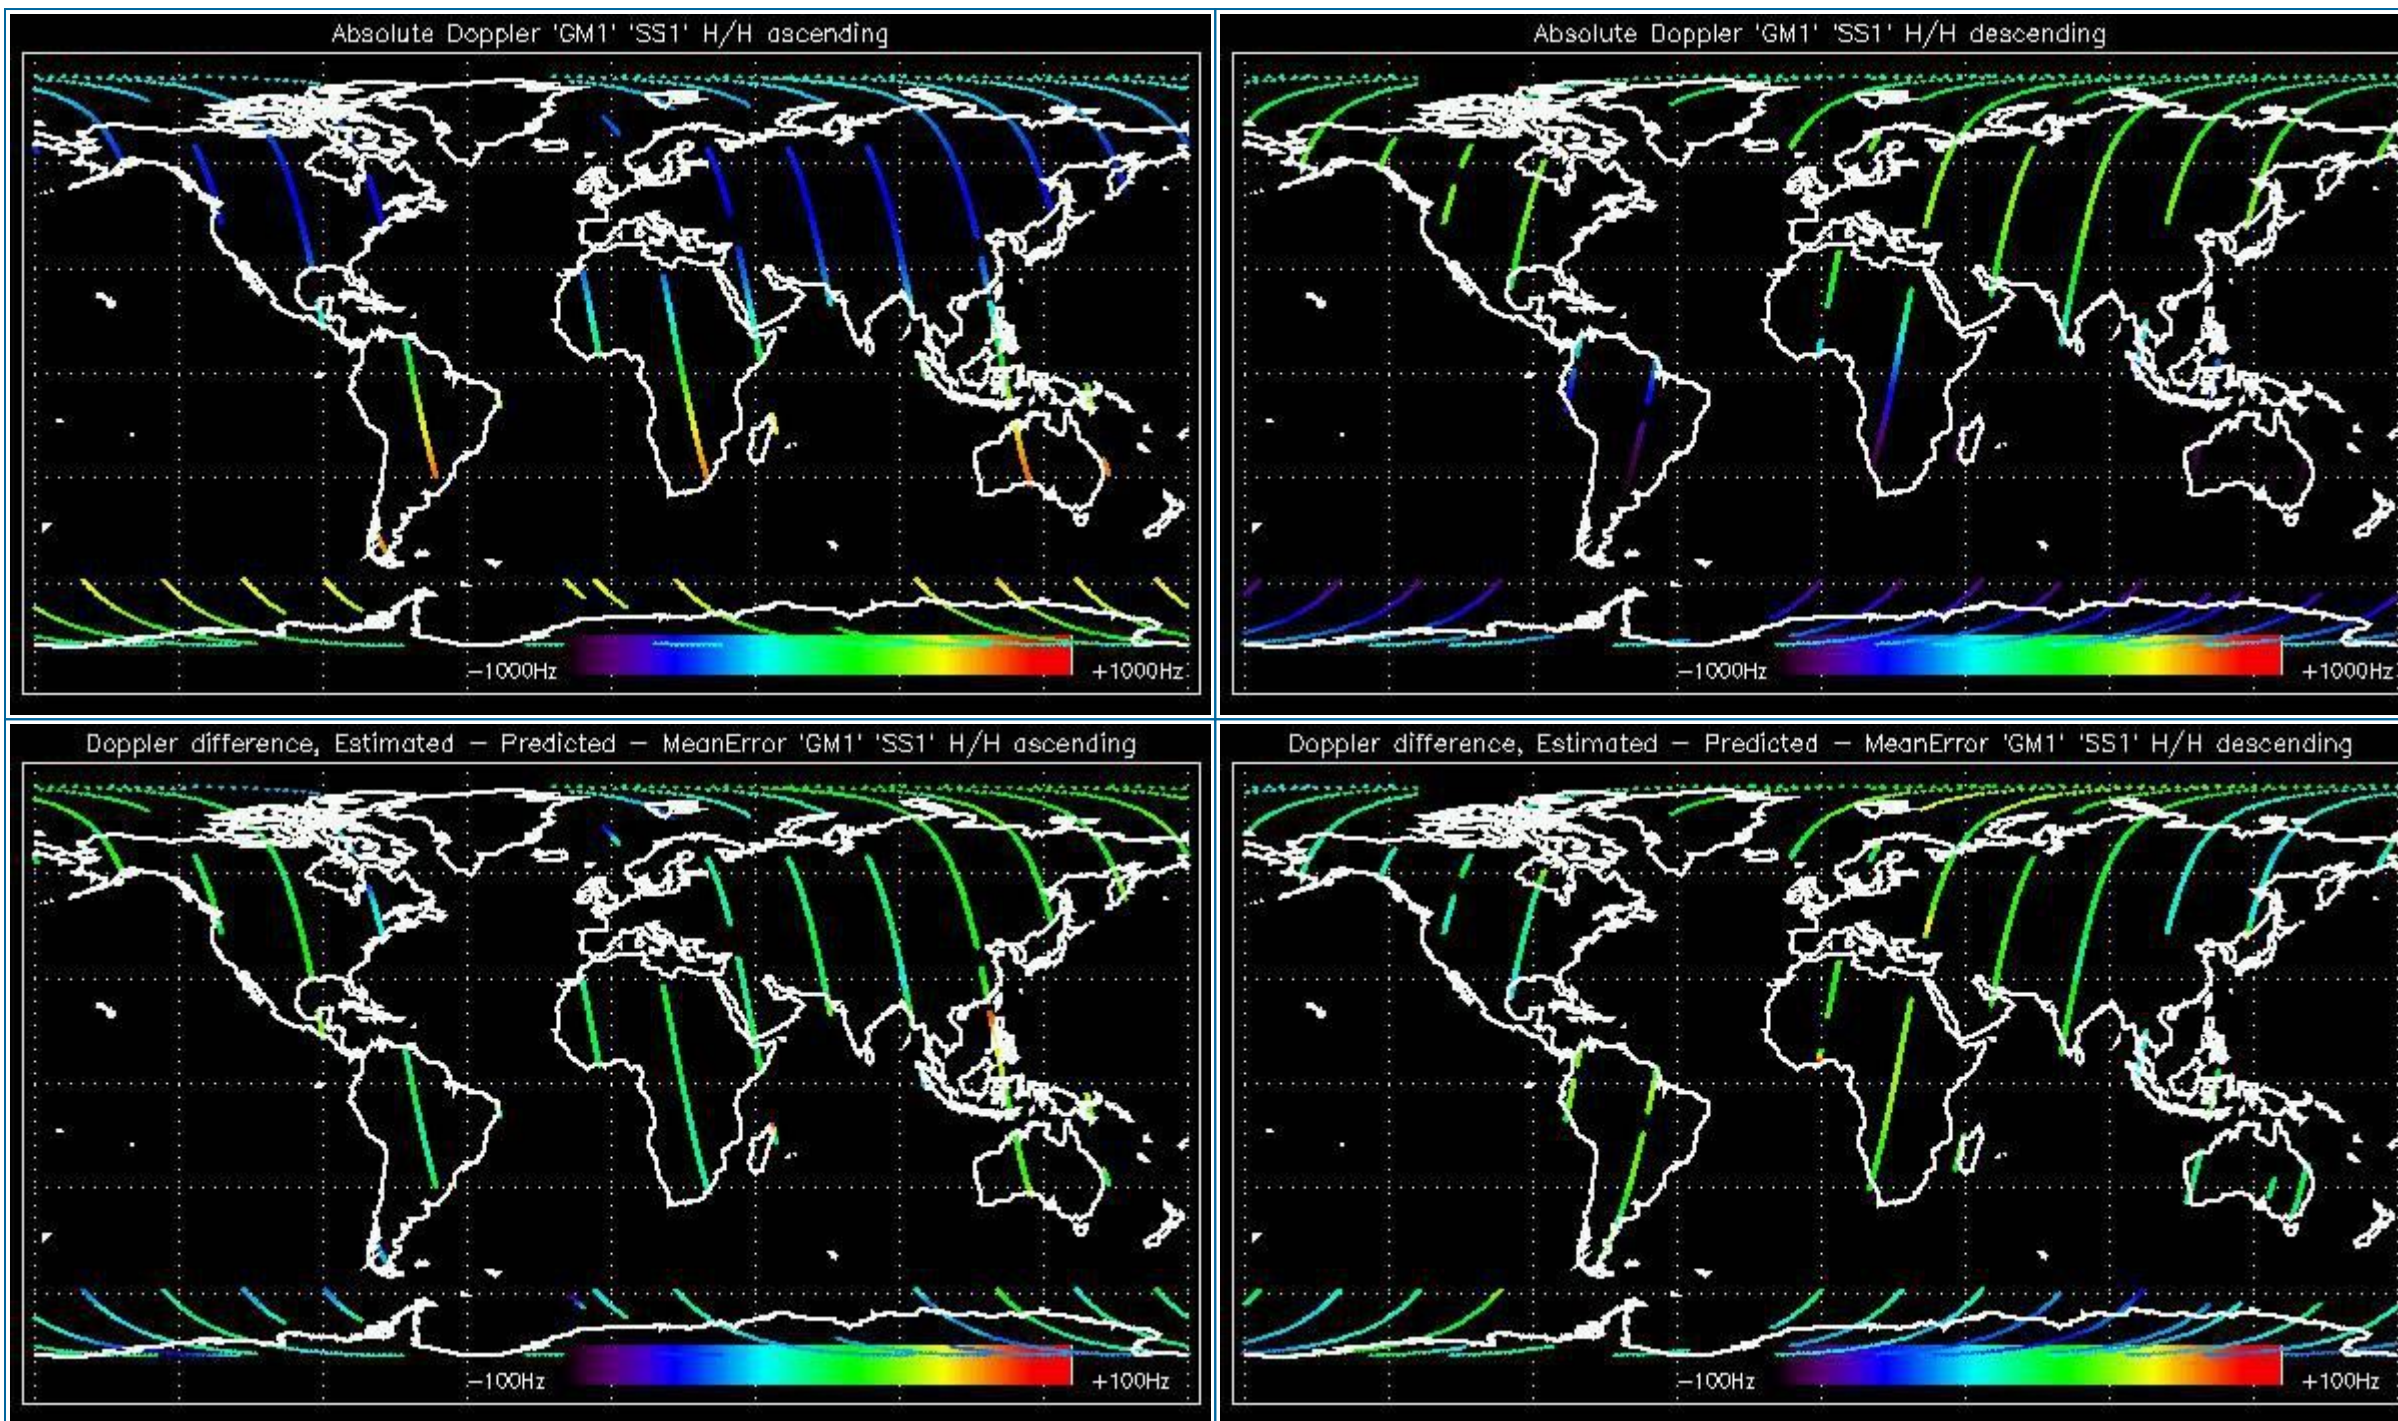 Absolute Doppler 'GM1' 'SS1' H/H ascending
−1000Hz
+1000Hz
Absolute Doppler 'GM1' 'SS1' H/H descending
−1000Hz
+1000Hz
Doppler difference, Estimated − Predicted − MeanError 'GM1' 'SS1' H/H ascending
−100Hz
+100Hz
Doppler difference, Estimated − Predicted − MeanError 'GM1' 'SS1' H/H descending
−100Hz
+100Hz